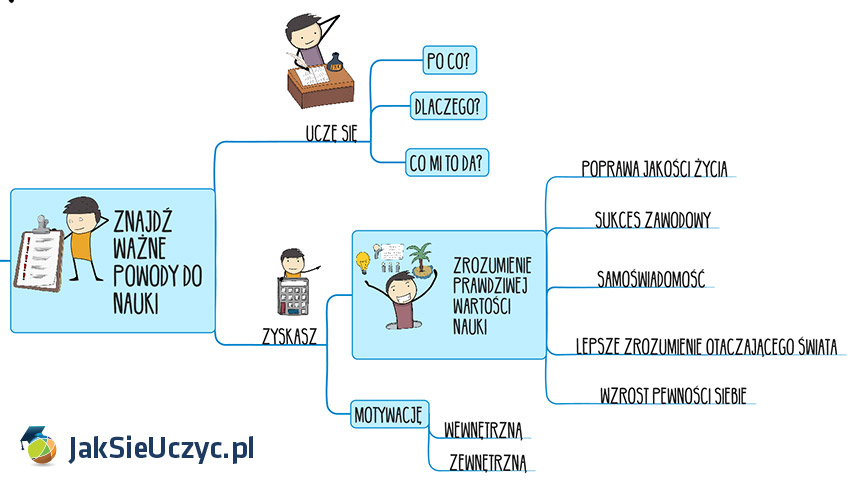 ZNAJDŹ
WAŻNE
POWODY DO
NAUKI
UCZĘ SIĘ
PO CO?
DLACZEGO?
CO MI TO DA?
ZYSKASZ
ZROZUMIENIE
PRAWDZIWEJ
WARTOŚCI
NAUKI
POPRAWA JAKOŚCI ŻYCIA
SUKCES ZAWODOWY
SAMOŚWIADOMOŚĆ
LEPSZE ZROZUMIENIE OTACZAJĄCEGO ŚWIATA
WZROST PEWNOŚCI SIEBIE
MOTYWACJĘ
WEWNĘTRZNĄ
ZEWNĘTRZNĄ
JakSieUczyc.pl